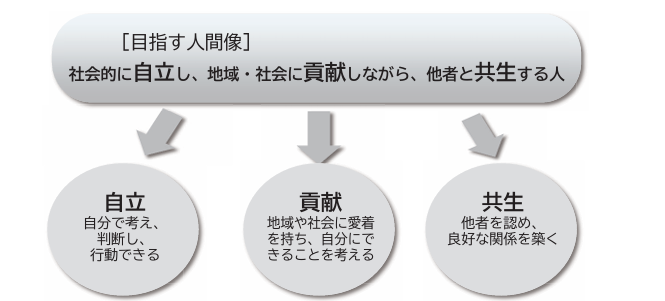 ［目指す人間像］
社会的に自立し、地域・社会に貢献しながら、他者と共生する人
自立
自分で考え、
判断し、
行動できる
貢献
地域や社会に愛着
を持ち、自分にで
きることを考える
共生
他者を認め、
良好な関係を築く